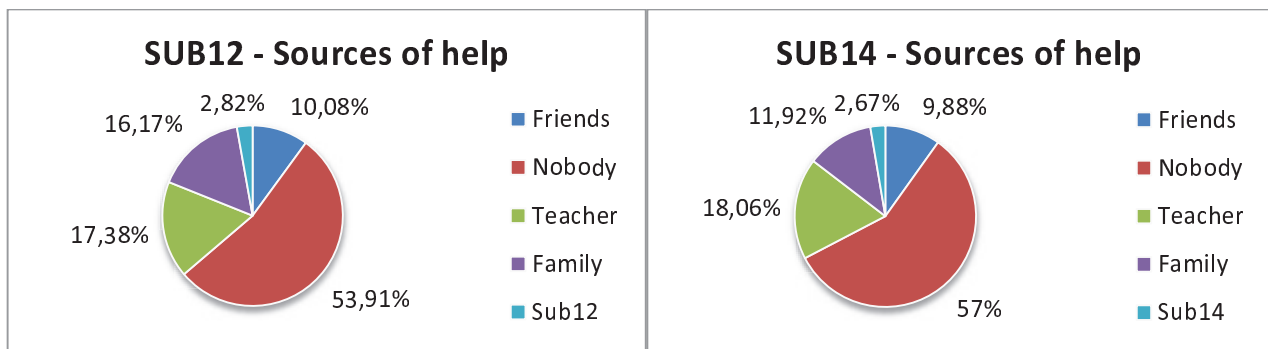 SUB12 - Sources of help
2,82%
10,08%
16,17%
17,38%
53,91%
Friends
Nobody
Teacher
Family
Sub12
SUB14 - Sources of help
2,67%
9,88%
11,92%
18,06%
57%
Friends
Nobody
Teacher
Family
Sub14